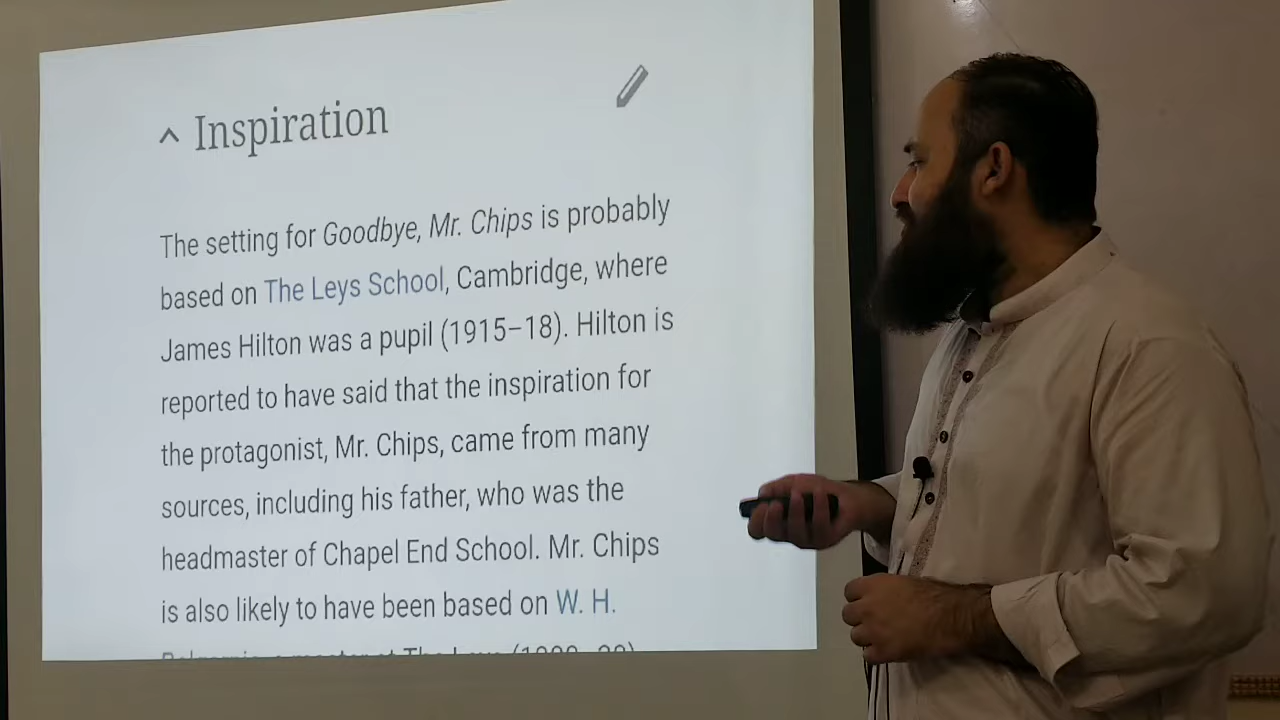 ^ Inspiration
The setting for Goodbye, Mr. Chips is probably
based on The Leys School, Cambridge, where
James Hilton was a pupil (1915–18). Hilton is
reported to have said that the inspiration for
the protagonist, Mr. Chips, came from many
sources, including his father, who was the
headmaster of Chapel End School. Mr. Chips
is also likely to have been based on W. H.